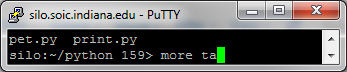 silo.soic.indiana.edu - PuTTY
pet.py  print.py
silo:~/python 159> more ta